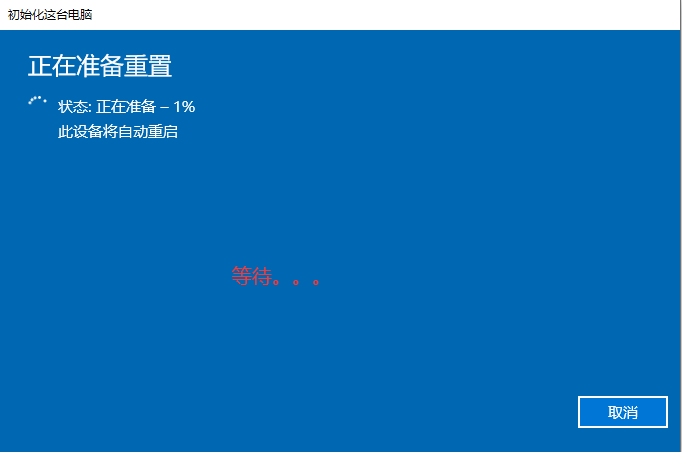 初始化这台电脑
正在准备重置
状态: 正在准备 – 1%
此设备将自动重启
等待。。。
取消